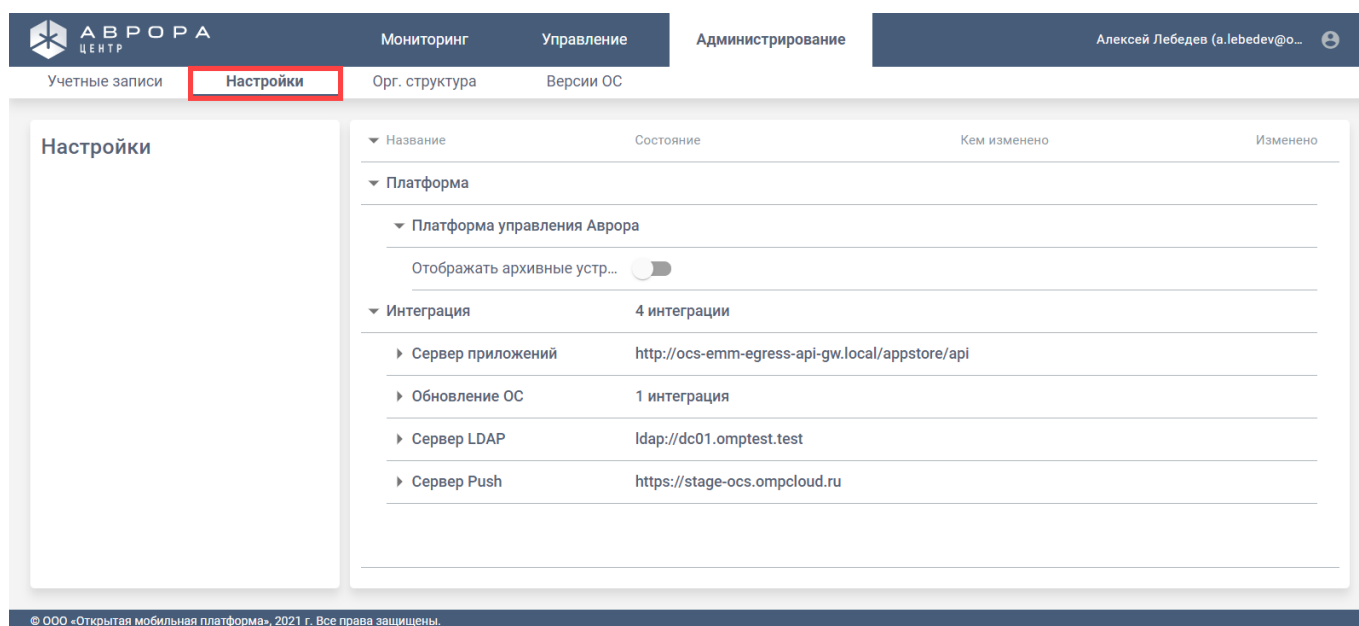 АВРОРА
ЦЕНТР
Мониторинг Управление Администрирование Алексей Лебедев (a.lebedev@o...
Учетные записи Настройки Орг. структура Версии ОС
Настройки
Название Состояние Кем изменено Изменено
Платформа
Платформа управления Аврора
Отображать архивные устр...
Интеграция 4 интеграции
Сервер приложений http://ocs-emm-egress-api-gw.local/appstore/api
Обновление ОС 1 интеграция
Сервер LDAP ldap://dc01.omptest.test
Сервер Push https://stage-ocs.ompcloud.ru
© ООО «Открытая мобильная платформа», 2021 г. Все права защищены.